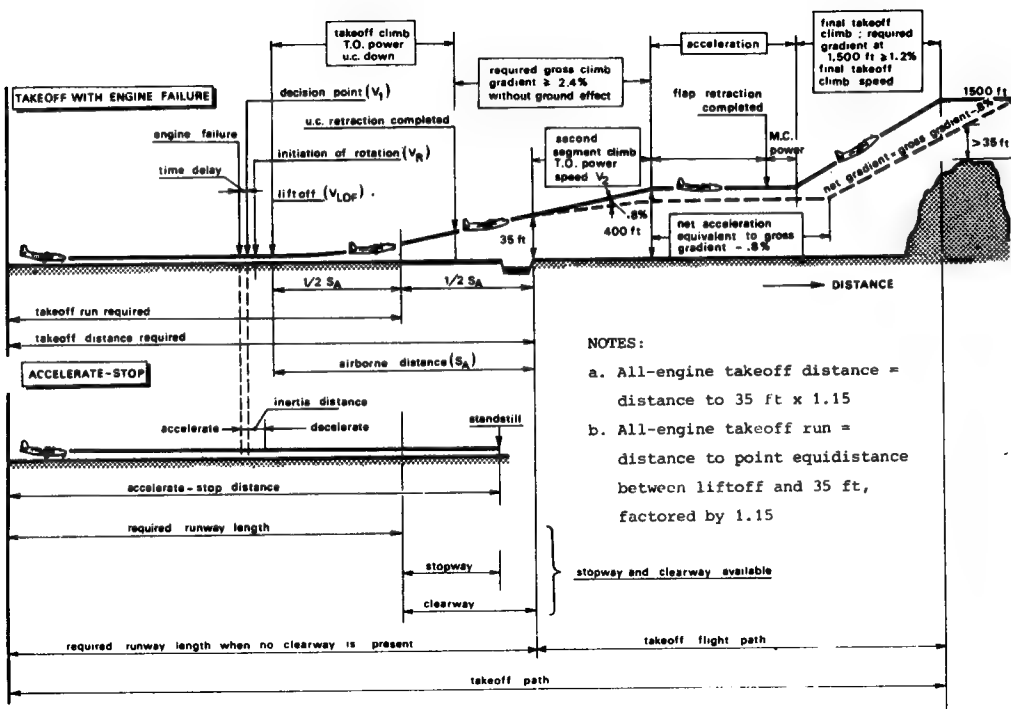 takeoff climb
T.O. power
u.c. down
acceleration
final takeoff
climb ; required
gradient at
1,500 ft ≥1.2%
final takeoff
climb speed
required gross climb
gradient ≥ 2.4%
without ground effect
TAKEOFF WITH ENGINE FAILURE
decision point (V1)
flap retraction
completed
1500 ft
u.c. retraction completed
M.C.
power
engine failure
initiation of rotation (VR)
second
segment climb
T.O. power
speed V2
>35 ft
time delay
net gradient = gross gradient -.8%
liftoff (VLOF) .
.8%
35 ft
400 ft
net acceleration
equivalent to gross
gradient - .8%
1/2 SA
1/2 SA
DISTANCE
takeoff run required
takeoff distance required
airborne distance (SA)
ACCELERATE-STOP
inertia distance
accelerate
decelerate
standstill
NOTES:
a. All-engine takeoff distance =
distance to 35 ft x 1.15
b. All-engine takeoff run =
distance to point equidistance
between liftoff and 35 ft,
factored by 1.15
accelerate - stop distance
required runway length
stopway
stopway and clearway available
clearway
required runway length when no clearway is present
takeoff flight path
takeoff path